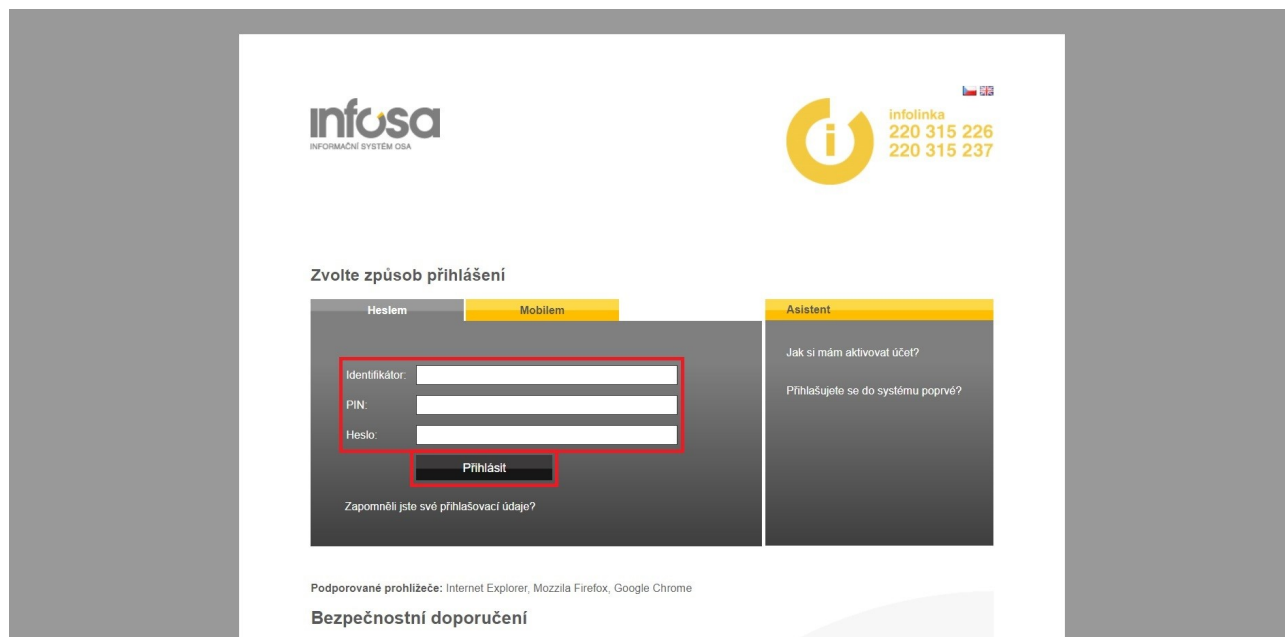 infosa
INFORMAČNÍ SYSTÉM OSA
i
infolinka
220 315 226
220 315 237
Zvolte způsob přihlášení
Heslem
Mobilem
Identifikátor:
PIN:
Heslo:
Přihlásit
Zapomněli jste své přihlašovací údaje?
Asistent
Jak si mám aktivovat účet?
Přihlašujete se do systému poprvé?
Podporované prohlížeče: Internet Explorer, Mozzila Firefox, Google Chrome
Bezpečnostní doporučení